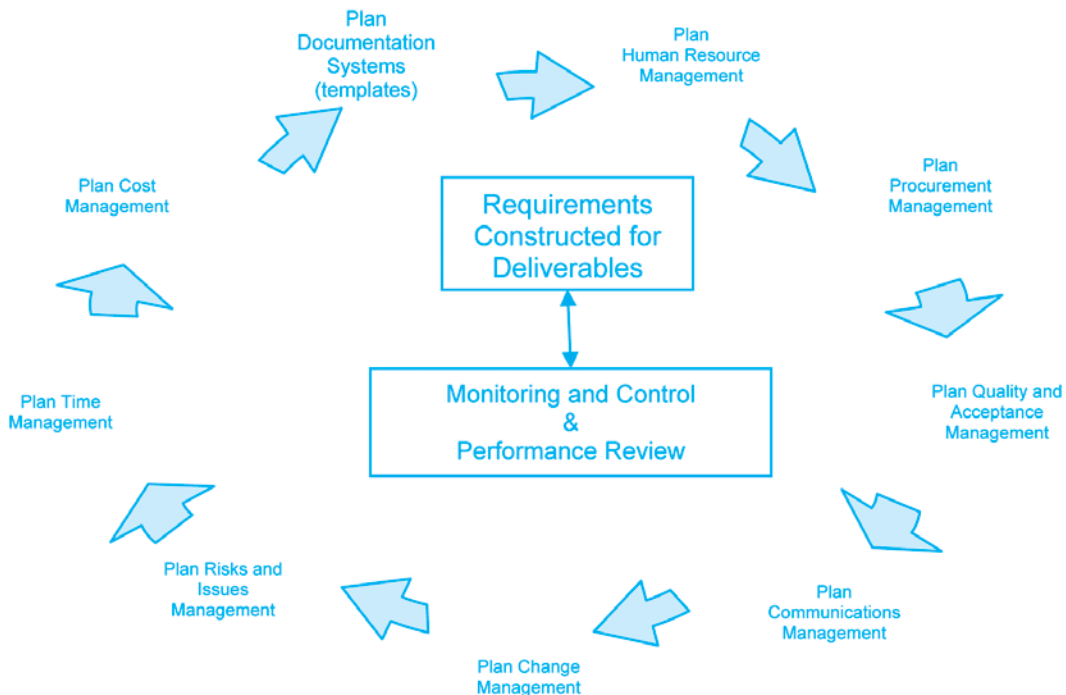 Plan
Documentation
Systems
(templates)
Plan
Human Resource
Management
Plan
Procurement
Management
Plan Quality and
Acceptance
Management
Plan
Communications
Management
Plan Change
Management
Plan Risks and
Issues
Management
Plan Time
Management
Plan Cost
Management
Requirements
Constructed for
Deliverables
Monitoring and Control
&
Performance Review